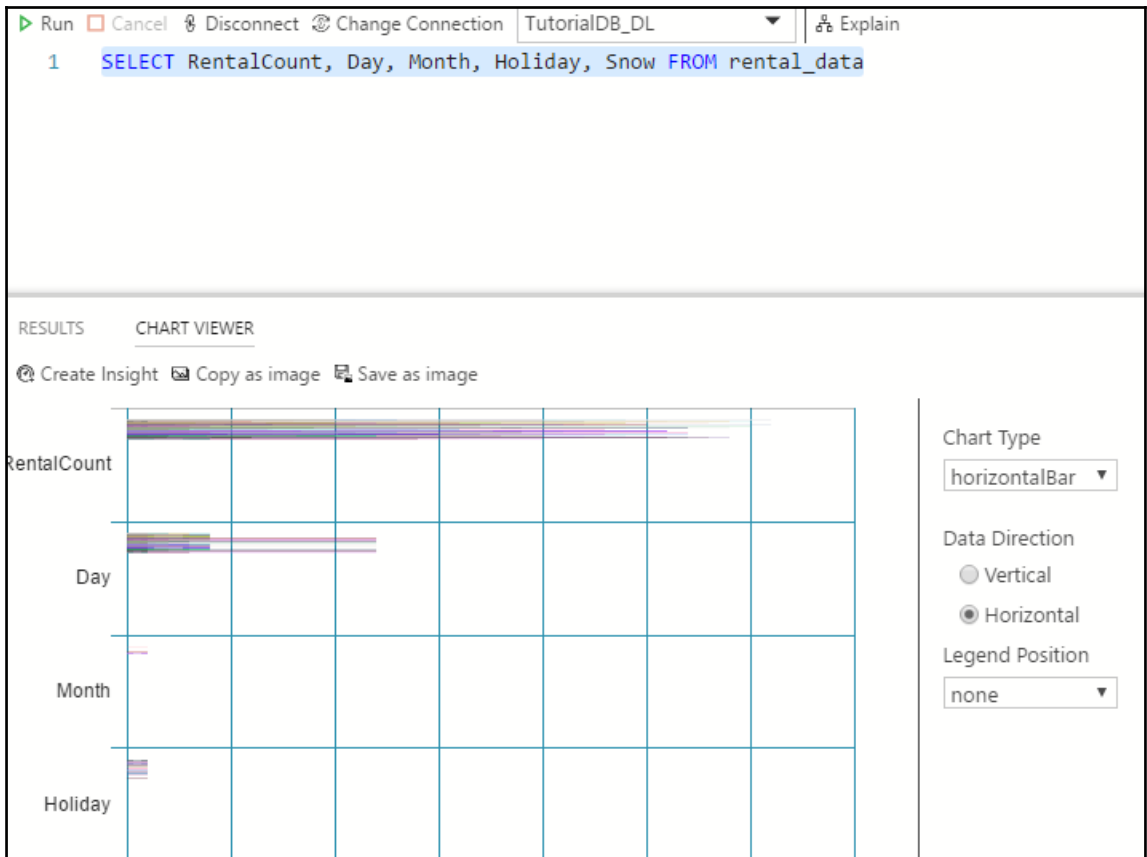 Run Cancel Disconnect Change Connection TutorialDB_DL Explain
1 SELECT RentalCount, Day, Month, Holiday, Snow FROM rental_data
RESULTS CHART VIEWER
Create Insight Copy as image Save as image
RentalCount
Day
Month
Holiday
Chart Type
horizontalBar
Data Direction
Vertical
Horizontal
Legend Position
none